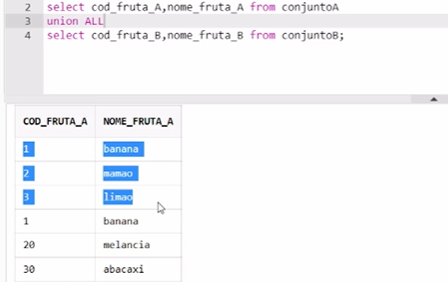 2 select cod_fruta_A,nome_fruta_A from conjuntoA
3 union ALL
4 select cod_fruta_B,nome_fruta_B from conjuntoB;
COD_FRUTA_A NOME_FRUTA_A
1 banana
2 mamao
3 limao
1 banana
20 melancia
30 abacaxi